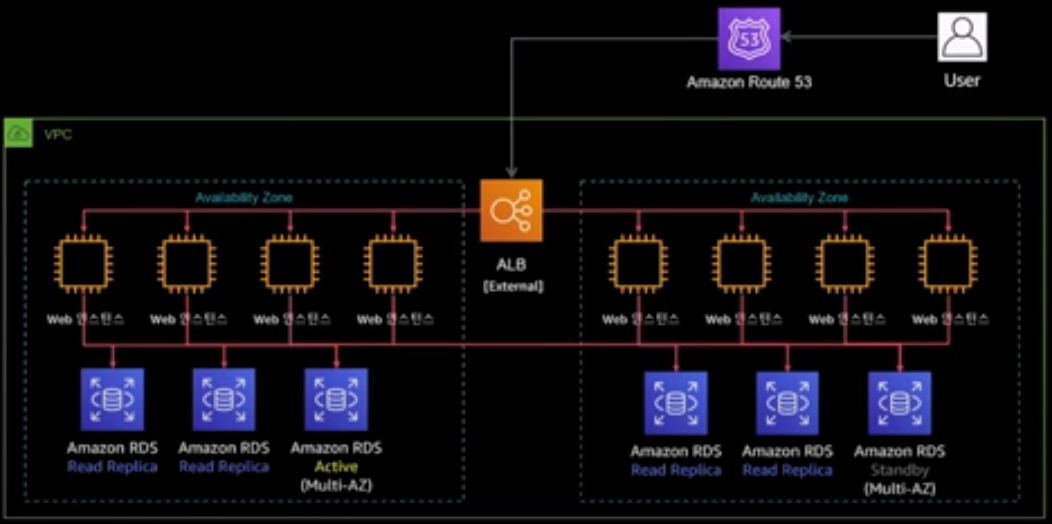 53
Amazon Route 53
User
VPC
Availability Zone
Availability Zone
ALB
[External]
Web 인스턴스
Web 인스턴스
Web 인스턴스
Web 인스턴스
Web 인스턴스
Web 인스턴스
Web 인스턴스
Web 인스턴스
Amazon RDS
Read Replica
Amazon RDS
Read Replica
Amazon RDS
Active
(Multi-AZ)
Amazon RDS
Read Replica
Amazon RDS
Read Replica
Amazon RDS
Standby
(Multi-AZ)